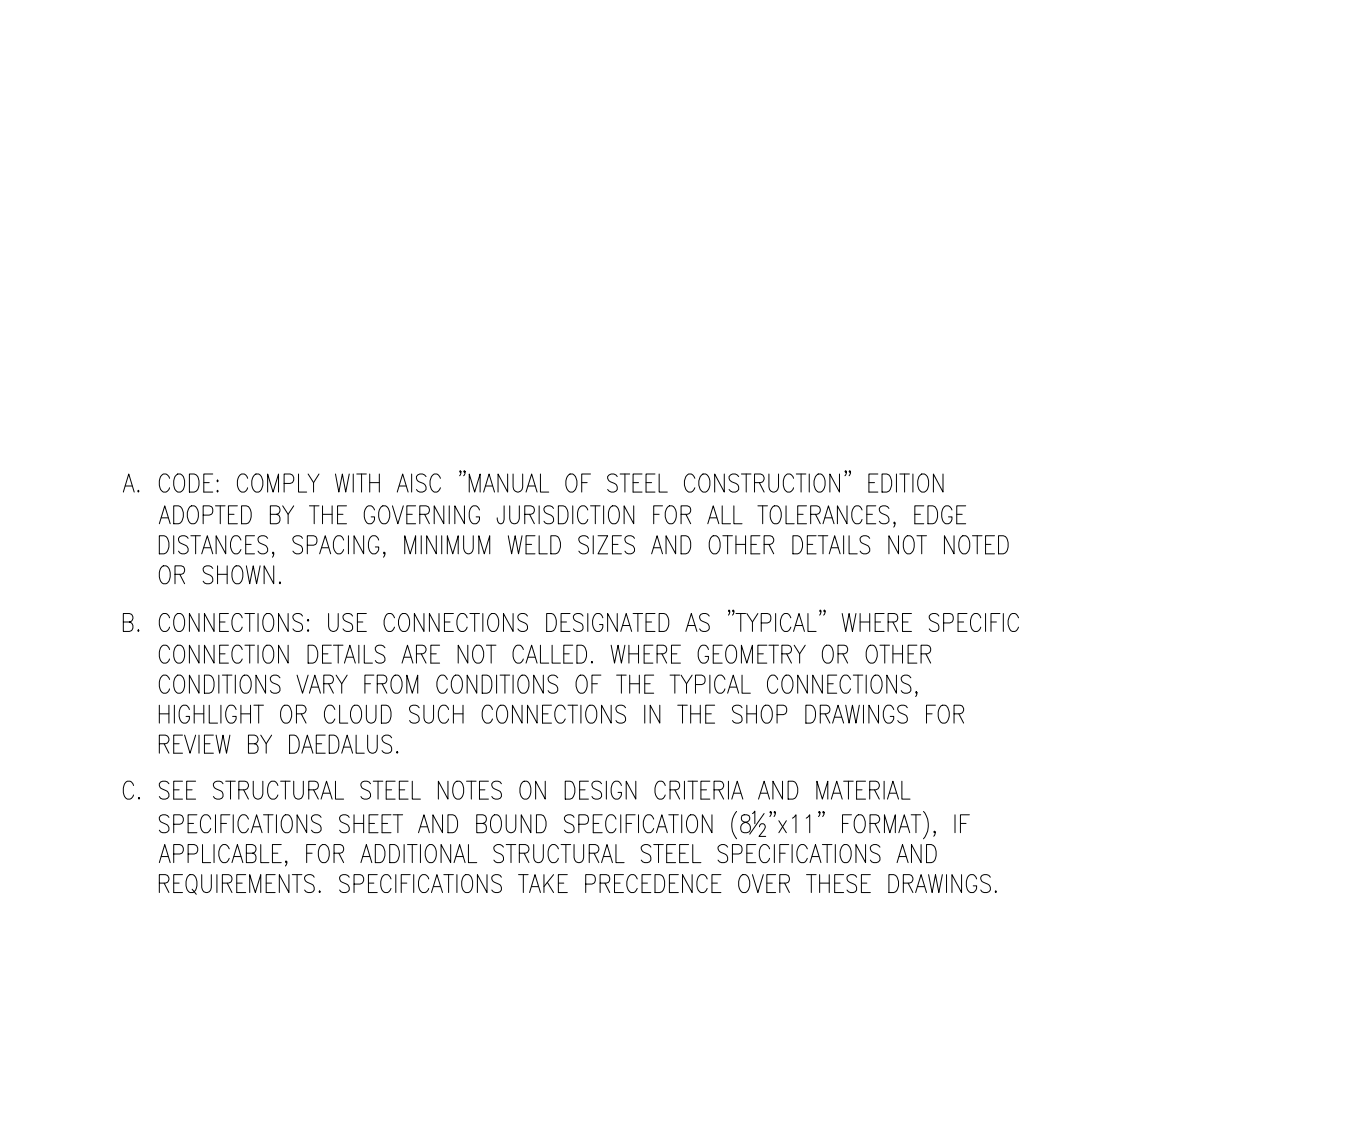 A. CODE: COMPLY WITH AISC "MANUAL OF STEEL CONSTRUCTION" EDITION
ADOPTED BY THE GOVERNING JURISDICTION FOR ALL TOLERANCES, EDGE
DISTANCES, SPACING, MINIMUM WELD SIZES AND OTHER DETAILS NOT NOTED
OR SHOWN.
B. CONNECTIONS: USE CONNECTIONS DESIGNATED AS "TYPICAL" WHERE SPECIFIC
CONNECTION DETAILS ARE NOT CALLED. WHERE GEOMETRY OR OTHER
CONDITIONS VARY FROM CONDITIONS OF THE TYPICAL CONNECTIONS,
HIGHLIGHT OR CLOUD SUCH CONNECTIONS IN THE SHOP DRAWINGS FOR
REVIEW BY DAEDALUS.
C. SEE STRUCTURAL STEEL NOTES ON DESIGN CRITERIA AND MATERIAL
SPECIFICATIONS SHEET AND BOUND SPECIFICATION (8½"x11" FORMAT), IF
APPLICABLE, FOR ADDITIONAL STRUCTURAL STEEL SPECIFICATIONS AND
REQUIREMENTS. SPECIFICATIONS TAKE PRECEDENCE OVER THESE DRAWINGS.